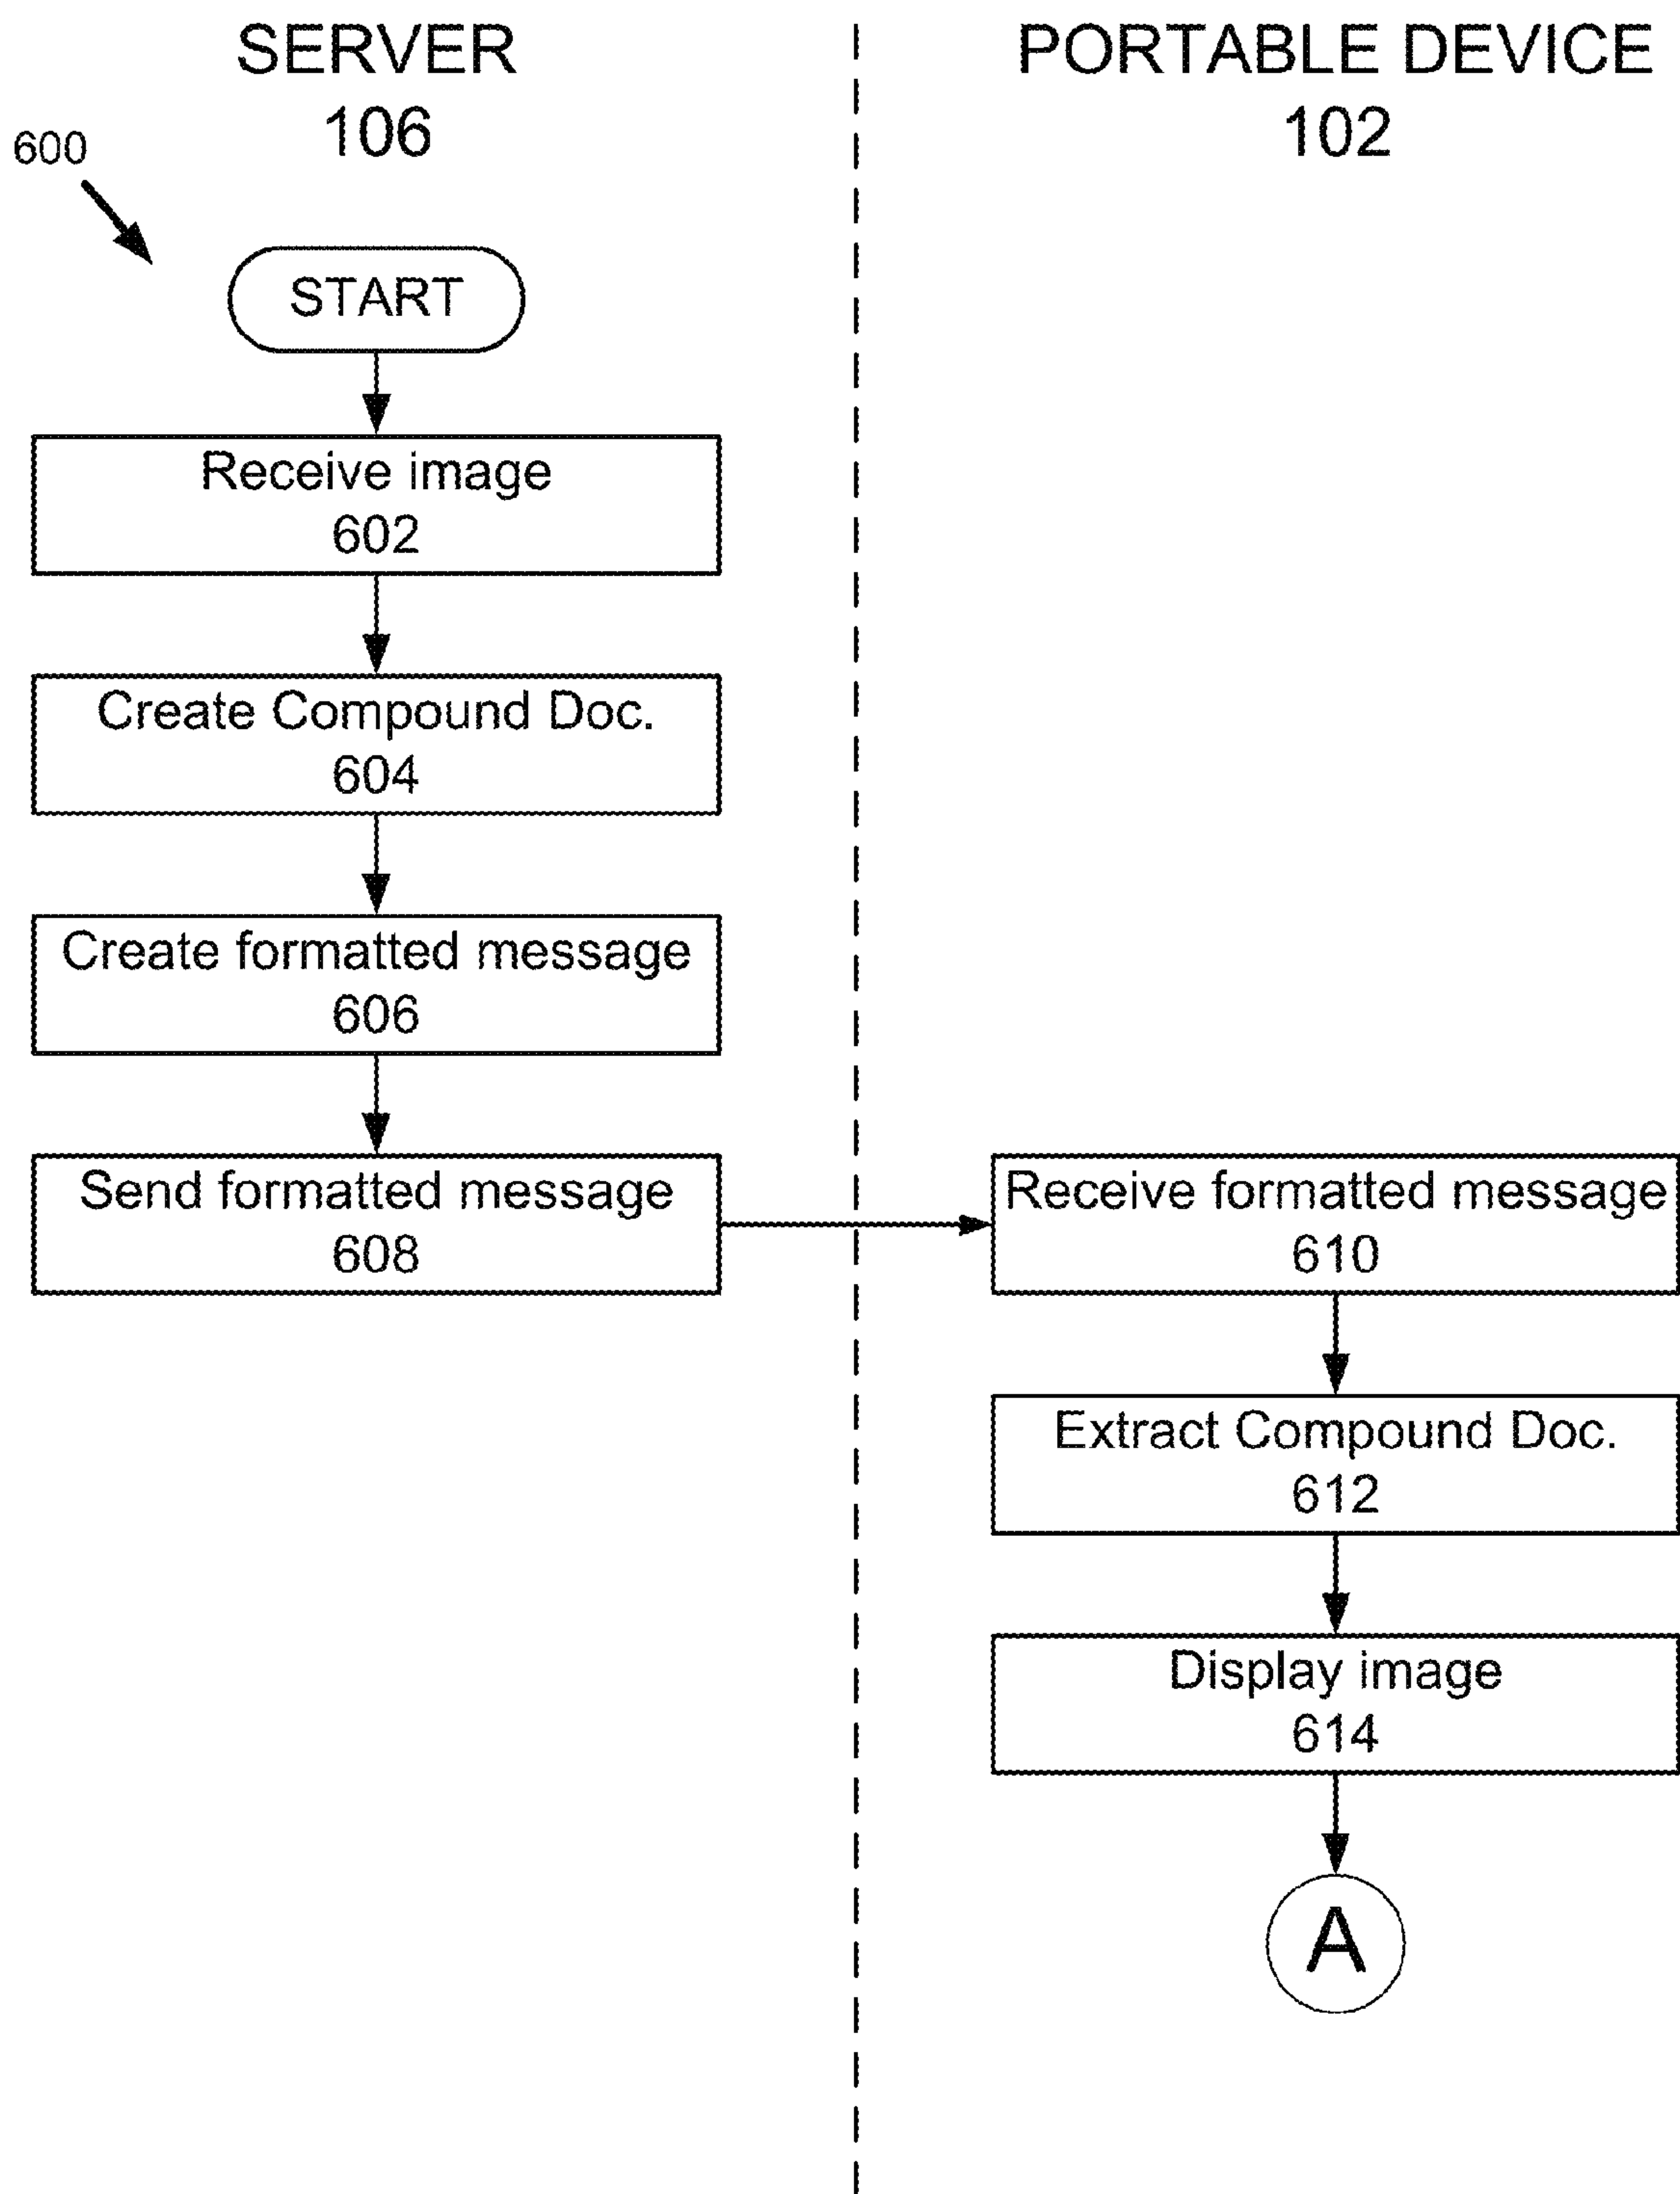 SERVER
106
PORTABLE DEVICE
102
600
START
Receive image
602
Create Compound Doc.
604
Create formatted message
606
Send formatted message
608
Receive formatted message
610
Extract Compound Doc.
612
Display image
614
A